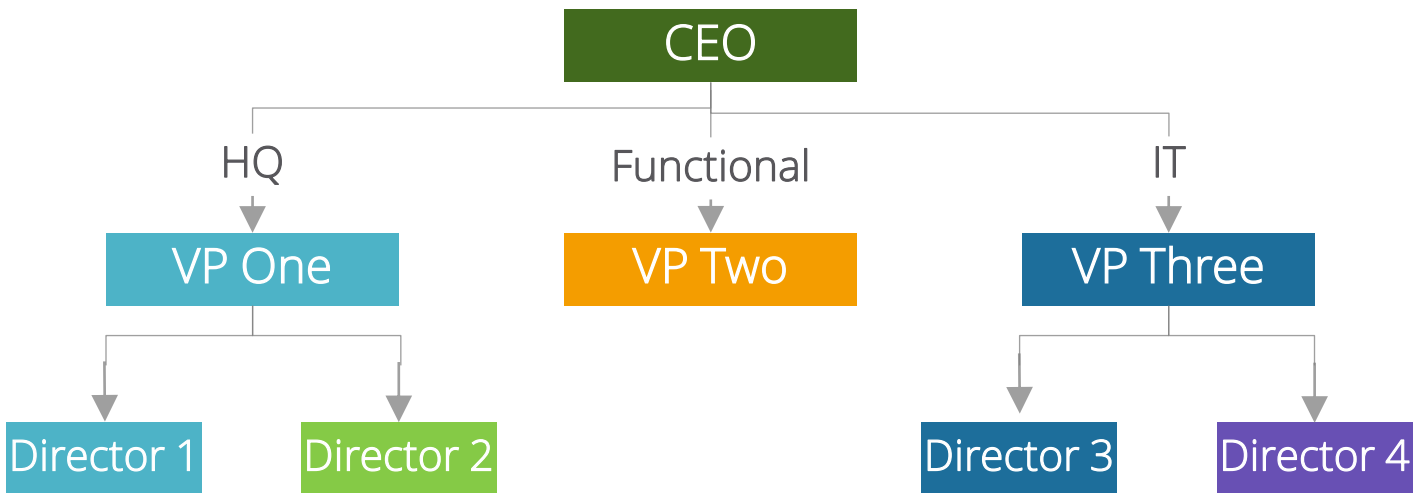 CEO
HQ
Functional
IT
VP One
VP Two
VP Three
Director 1
Director 2
Director 3
Director 4